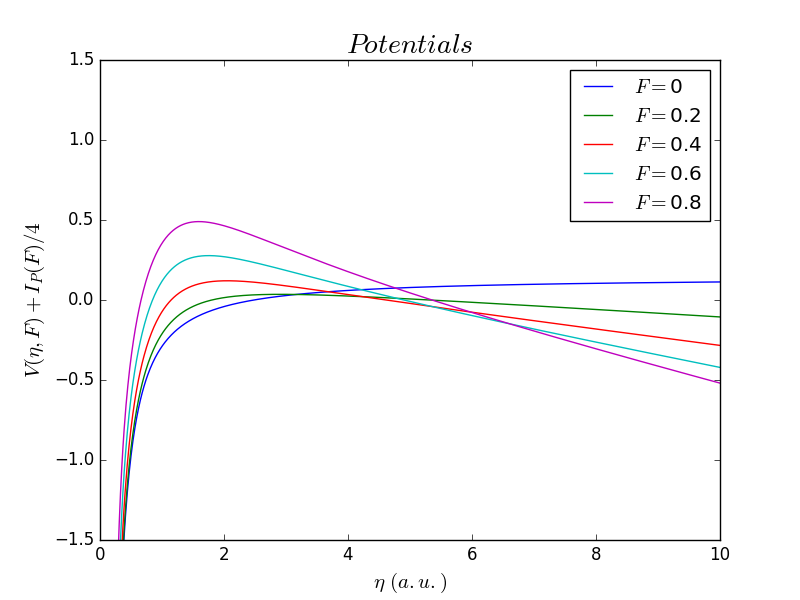 Potentials
1.5
1.0
0.5
0.0
−0.5
−1.0
−1.5
V(η, F) + I_P(F)/4
F = 0
F = 0.2
F = 0.4
F = 0.6
F = 0.8
0 2 4 6 8 10
η (a.u.)